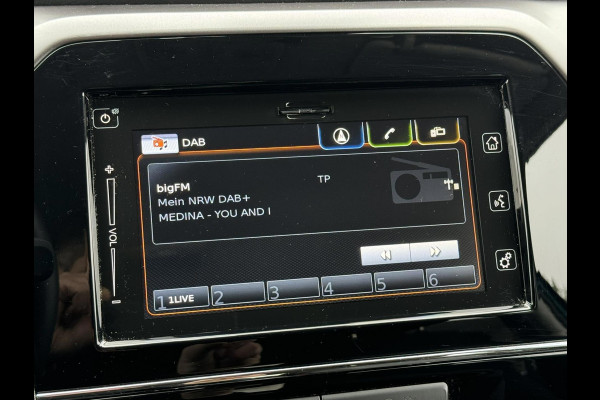 DAB
TP
bigFM
Mein NRW DAB+
MEDINA - YOU AND I
VOL
1 1LIVE 2 3 4 5 6